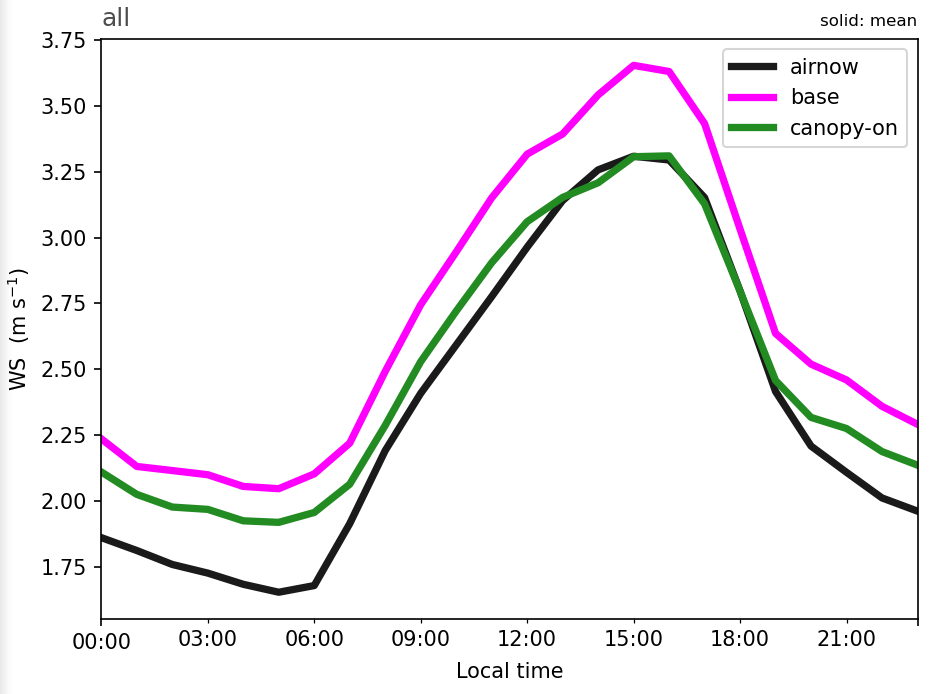 all
solid: mean
3.75
3.50
3.25
3.00
2.75
2.50
2.25
2.00
1.75
WS (m s⁻¹)
airnow
base
canopy-on
00:00 03:00 06:00 09:00 12:00 15:00 18:00 21:00
Local time